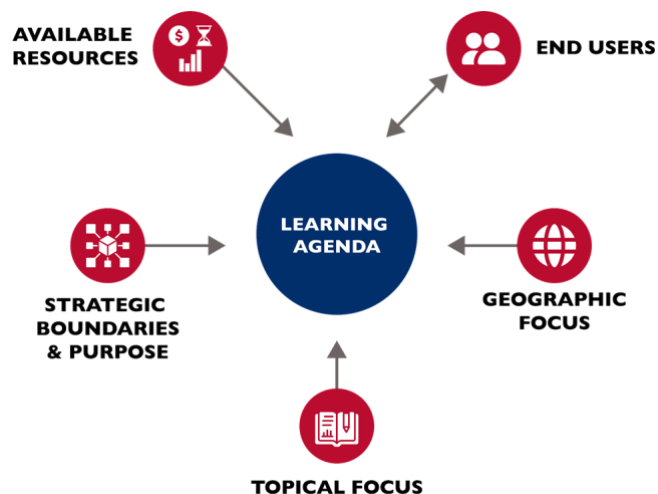 AVAILABLE
RESOURCES
$
END USERS
LEARNING
AGENDA
STRATEGIC
BOUNDARIES
& PURPOSE
GEOGRAPHIC
FOCUS
TOPICAL FOCUS